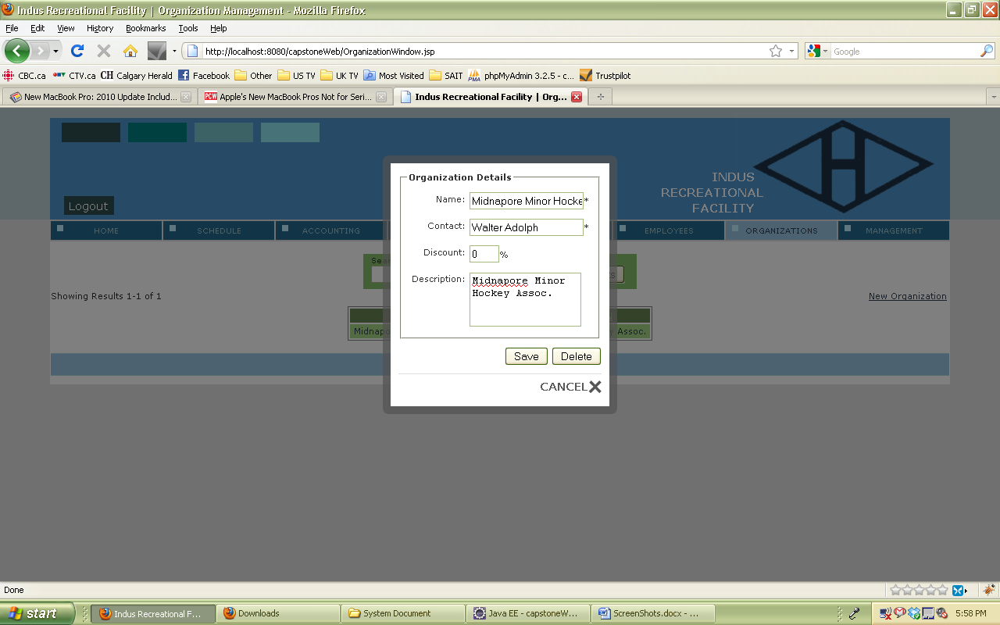 Indus Recreational Facility | Organization Management - Mozilla Firefox
File Edit View History Bookmarks Tools Help
http://localhost:8080/capstoneWeb/OrganizationWindow.jsp
Google
CBC.ca CTV.ca CH Calgary Herald Facebook Other US TV UK TV Most Visited SAIT PMA phpMyAdmin 3.2.5 - c... Trustpilot
New MacBook Pro: 2010 Update Includ... PCW Apple's New MacBook Pros Not for Seri... Indus Recreational Facility | Org...
H
INDUS
RECREATIONAL
FACILITY
Logout
HOME SCHEDULE ACCOUNTING EMPLOYEES ORGANIZATIONS MANAGEMENT
Organization Details
Name: Midnapore Minor Hocke *
Contact: Walter Adolph *
Discount: 0 %
Description: Midnapore Minor
Hockey Assoc.
Save Delete
CANCEL
Showing Results 1-1 of 1
New Organization
Assoc.
Done
start Indus Recreational F... Downloads System Document Java EE - capstoneW... ScreenShots.docx - ... 5:58 PM